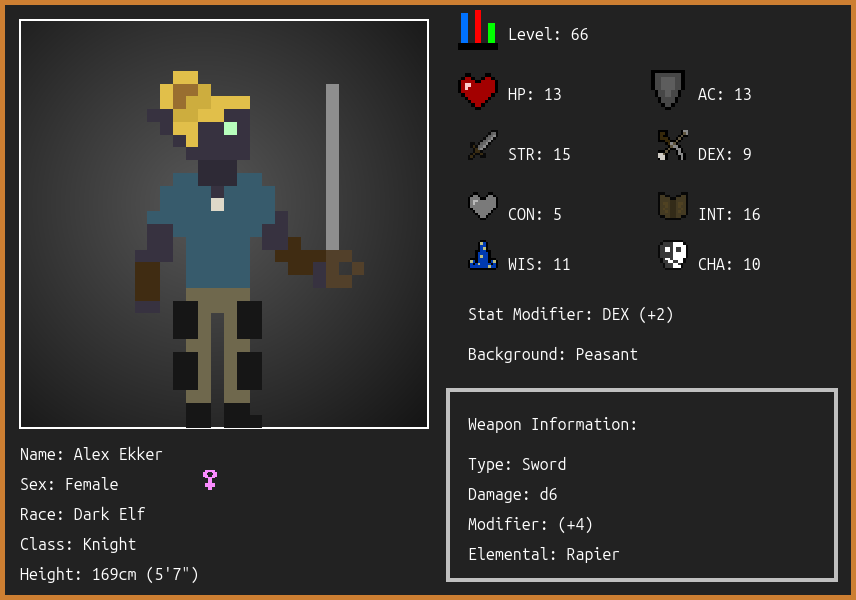 Level: 66
HP: 13
AC: 13
STR: 15
DEX: 9
CON: 5
INT: 16
WIS: 11
CHA: 10
Stat Modifier: DEX (+2)
Background: Peasant
Weapon Information:
Type: Sword
Damage: d6
Modifier: (+4)
Elemental: Rapier
Name: Alex Ekker
Sex: Female
Race: Dark Elf
Class: Knight
Height: 169cm (5'7")